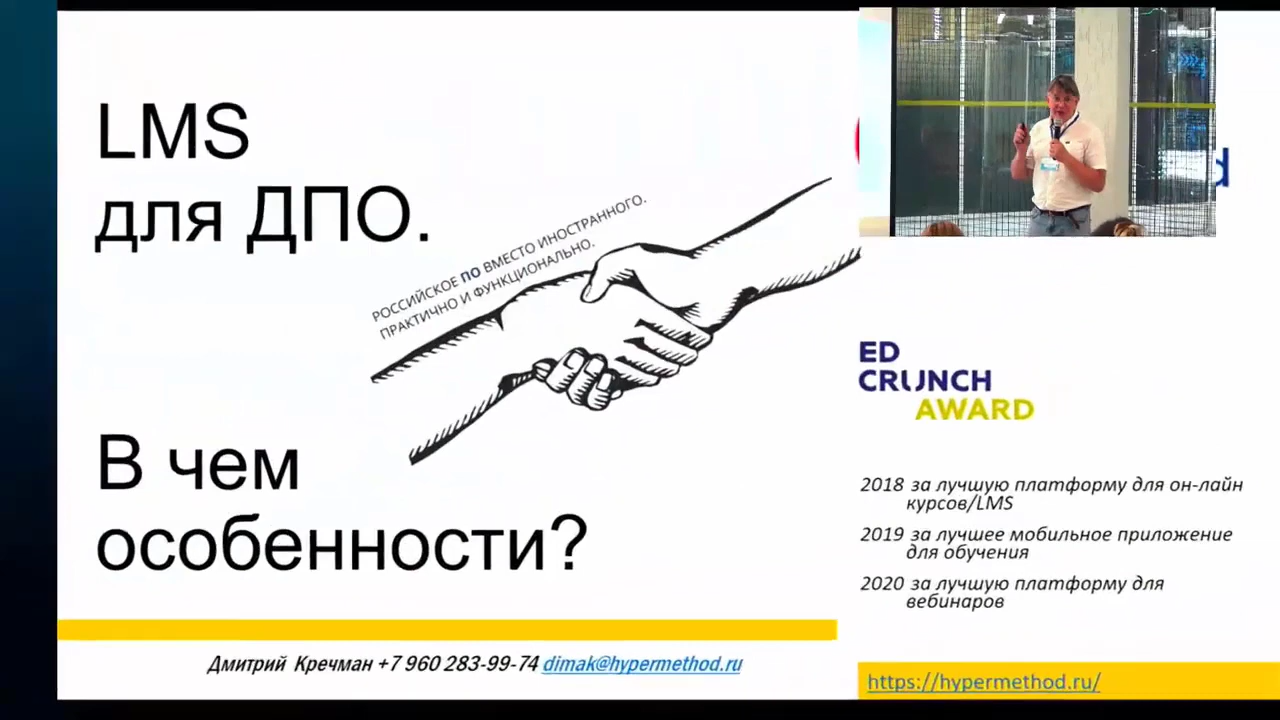 LMS
для ДПО.
РОССИЙСКОЕ ПО ВМЕСТО ИНОСТРАННОГО.
ПРАКТИЧНО И ФУНКЦИОНАЛЬНО.
В чем
особенности?
Дмитрий Кречман +7 960 283-99-74 dimak@hypermethod.ru
ED
CRUNCH
AWARD
2018 за лучшую платформу для он-лайн
курсов/LMS
2019 за лучшее мобильное приложение
для обучения
2020 за лучшую платформу для
вебинаров
https://hypermethod.ru/